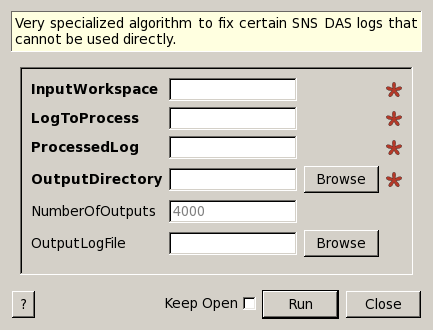 Very specialized algorithm to fix certain SNS DAS logs that
cannot be used directly.
InputWorkspace
LogToProcess
ProcessedLog
OutputDirectory Browse
NumberOfOutputs 4000
OutputLogFile Browse
? Keep Open Run Close